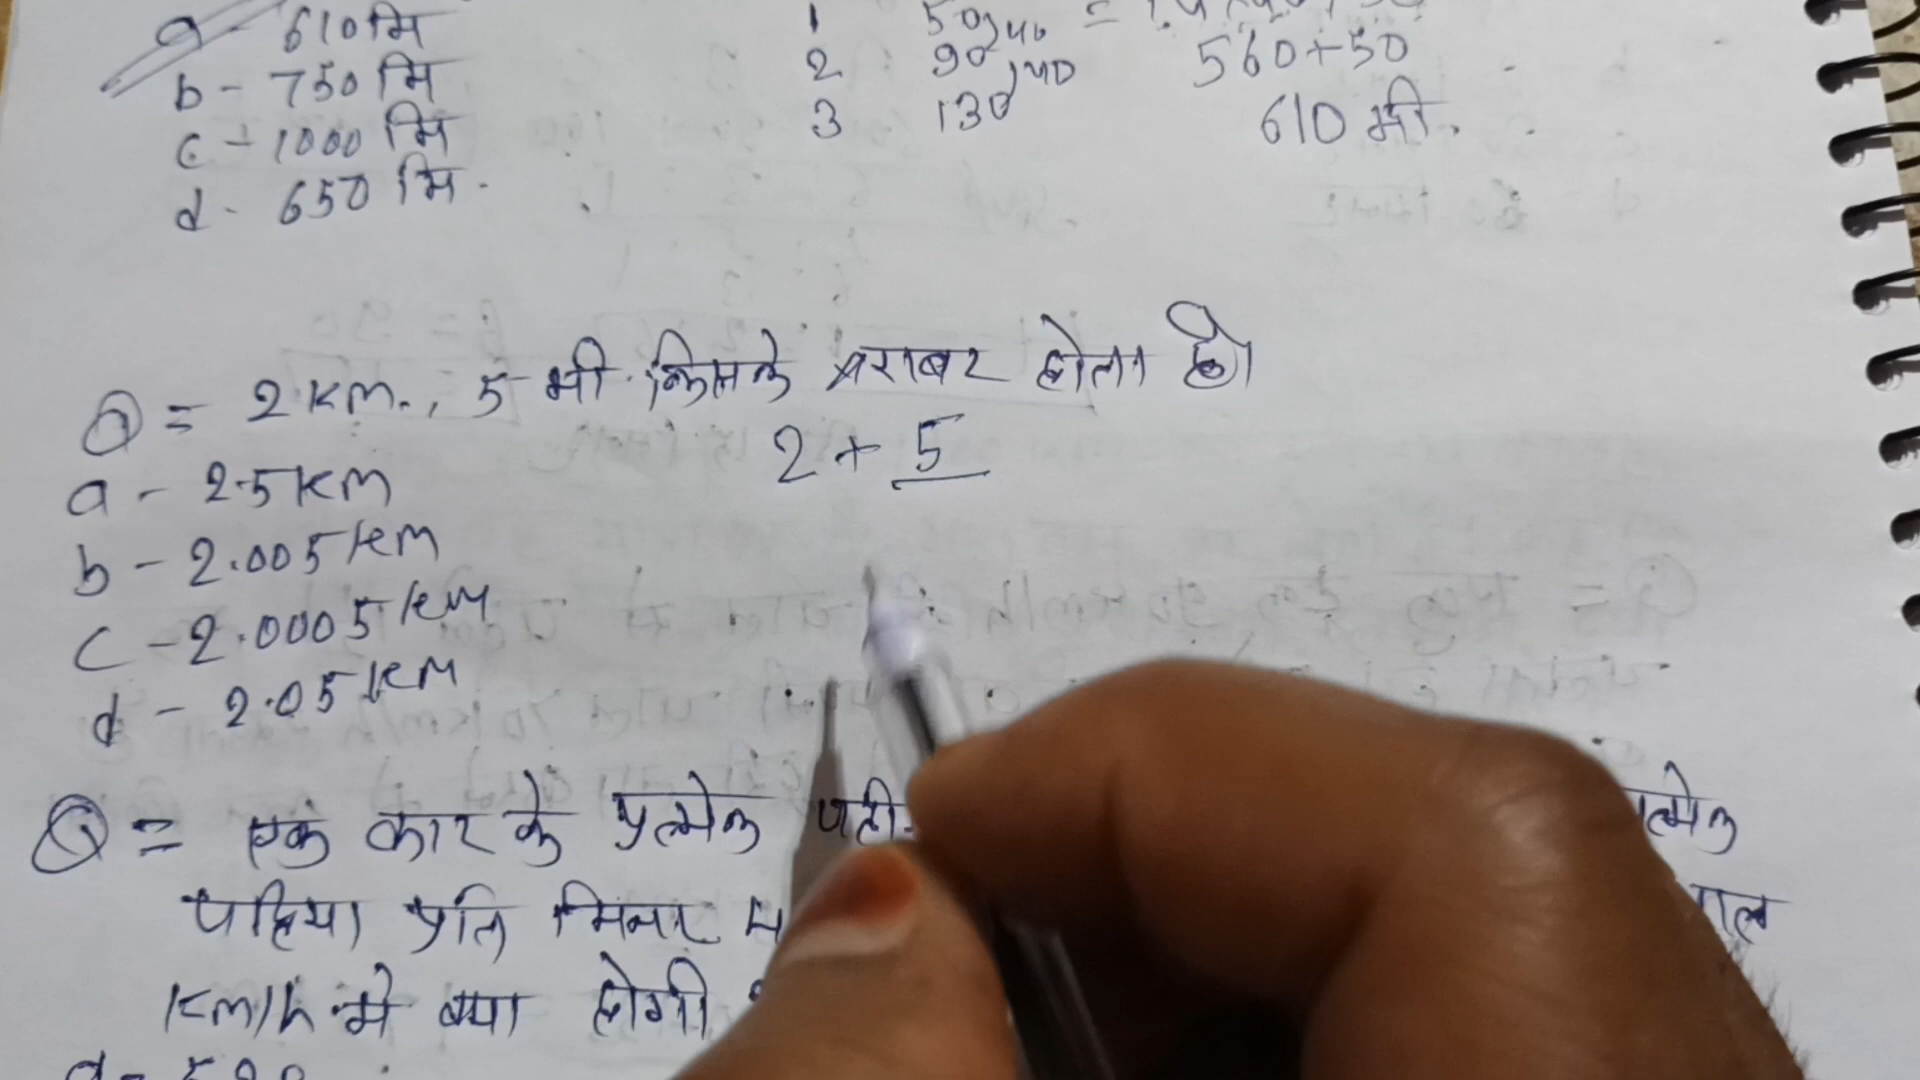 a - 610 मि
b - 750 मि
c - 1000 मि
d - 650 मि.
1 50
2 90
3 130
560+50
610 मी.
Q = 2 km., 5 मी. किसके बराबर होता है।
2 + 5
a - 2.5 km
b - 2.005 km
c - 2.0005 km
d - 2.05 km
Q = एक कार के प्रत्येक पहि
पहिया प्रति मिनट
km/h में क्या होगी